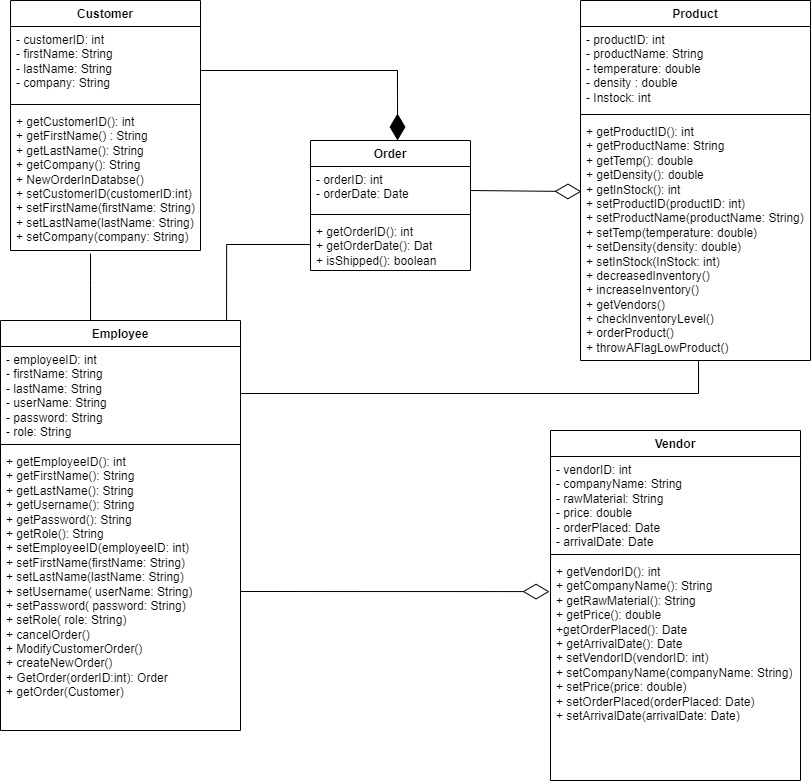 Customer
- customerID: int
- firstName: String
- lastName: String
- company: String
+ getCustomerID(): int
+ getFirstName() : String
+ getLastName(): String
+ getCompany(): String
+ NewOrderInDatabse()
+ setCustomerID(customerID:int)
+ setFirstName(firstName: String)
+ setLastName(lastName: String)
+ setCompany(company: String)
Order
- orderID: int
- orderDate: Date
+ getOrderID(): int
+ getOrderDate(): Dat
+ isShipped(): boolean
Product
- productID: int
- productName: String
- temperature: double
- density : double
- Instock: int
+ getProductID(): int
+ getProductName: String
+ getTemp(): double
+ getDensity(): double
+ getInStock(): int
+ setProductID(productID: int)
+ setProductName(productName: String)
+ setTemp(temperature: double)
+ setDensity(density: double)
+ setInStock(InStock: int)
+ decreasedInventory()
+ increaseInventory()
+ getVendors()
+ checkInventoryLevel()
+ orderProduct()
+ throwAFlagLowProduct()
Employee
- employeeID: int
- firstName: String
- lastName: String
- userName: String
- password: String
- role: String
+ getEmployeeID(): int
+ getFirstName(): String
+ getLastName(): String
+ getUsername(): String
+ getPassword(): String
+ getRole(): String
+ setEmployeeID(employeeID: int)
+ setFirstName(firstName: String)
+ setLastName(lastName: String)
+ setUsername( userName: String)
+ setPassword( password: String)
+ setRole( role: String)
+ cancelOrder()
+ ModifyCustomerOrder()
+ createNewOrder()
+ GetOrder(orderID:int): Order
+ getOrder(Customer)
Vendor
- vendorID: int
- companyName: String
- rawMaterial: String
- price: double
- orderPlaced: Date
- arrivalDate: Date
+ getVendorID(): int
+ getCompanyName(): String
+ getRawMaterial(): String
+ getPrice(): double
+getOrderPlaced(): Date
+ getArrivalDate(): Date
+ setVendorID(vendorID: int)
+ setCompanyName(companyName: String)
+ setPrice(price: double)
+ setOrderPlaced(orderPlaced: Date)
+ setArrivalDate(arrivalDate: Date)